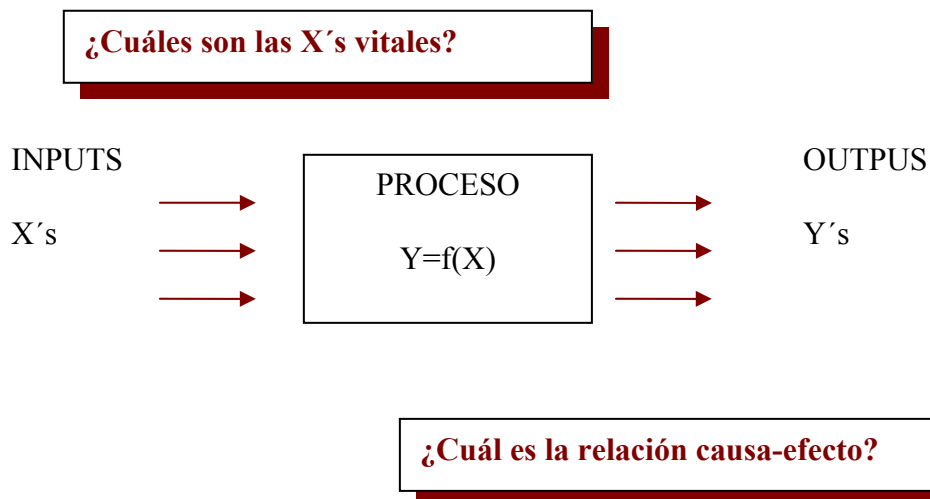 ¿Cuáles son las X´s vitales?
INPUTS
X´s
PROCESO
Y=f(X)
OUTPUS
Y´s
¿Cuál es la relación causa-efecto?